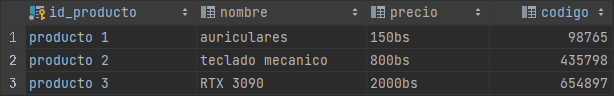 id_producto nombre precio codigo
1 producto 1 auriculares 150bs 98765
2 producto 2 teclado mecanico 800bs 435798
3 producto 3 RTX 3090 2000bs 654897